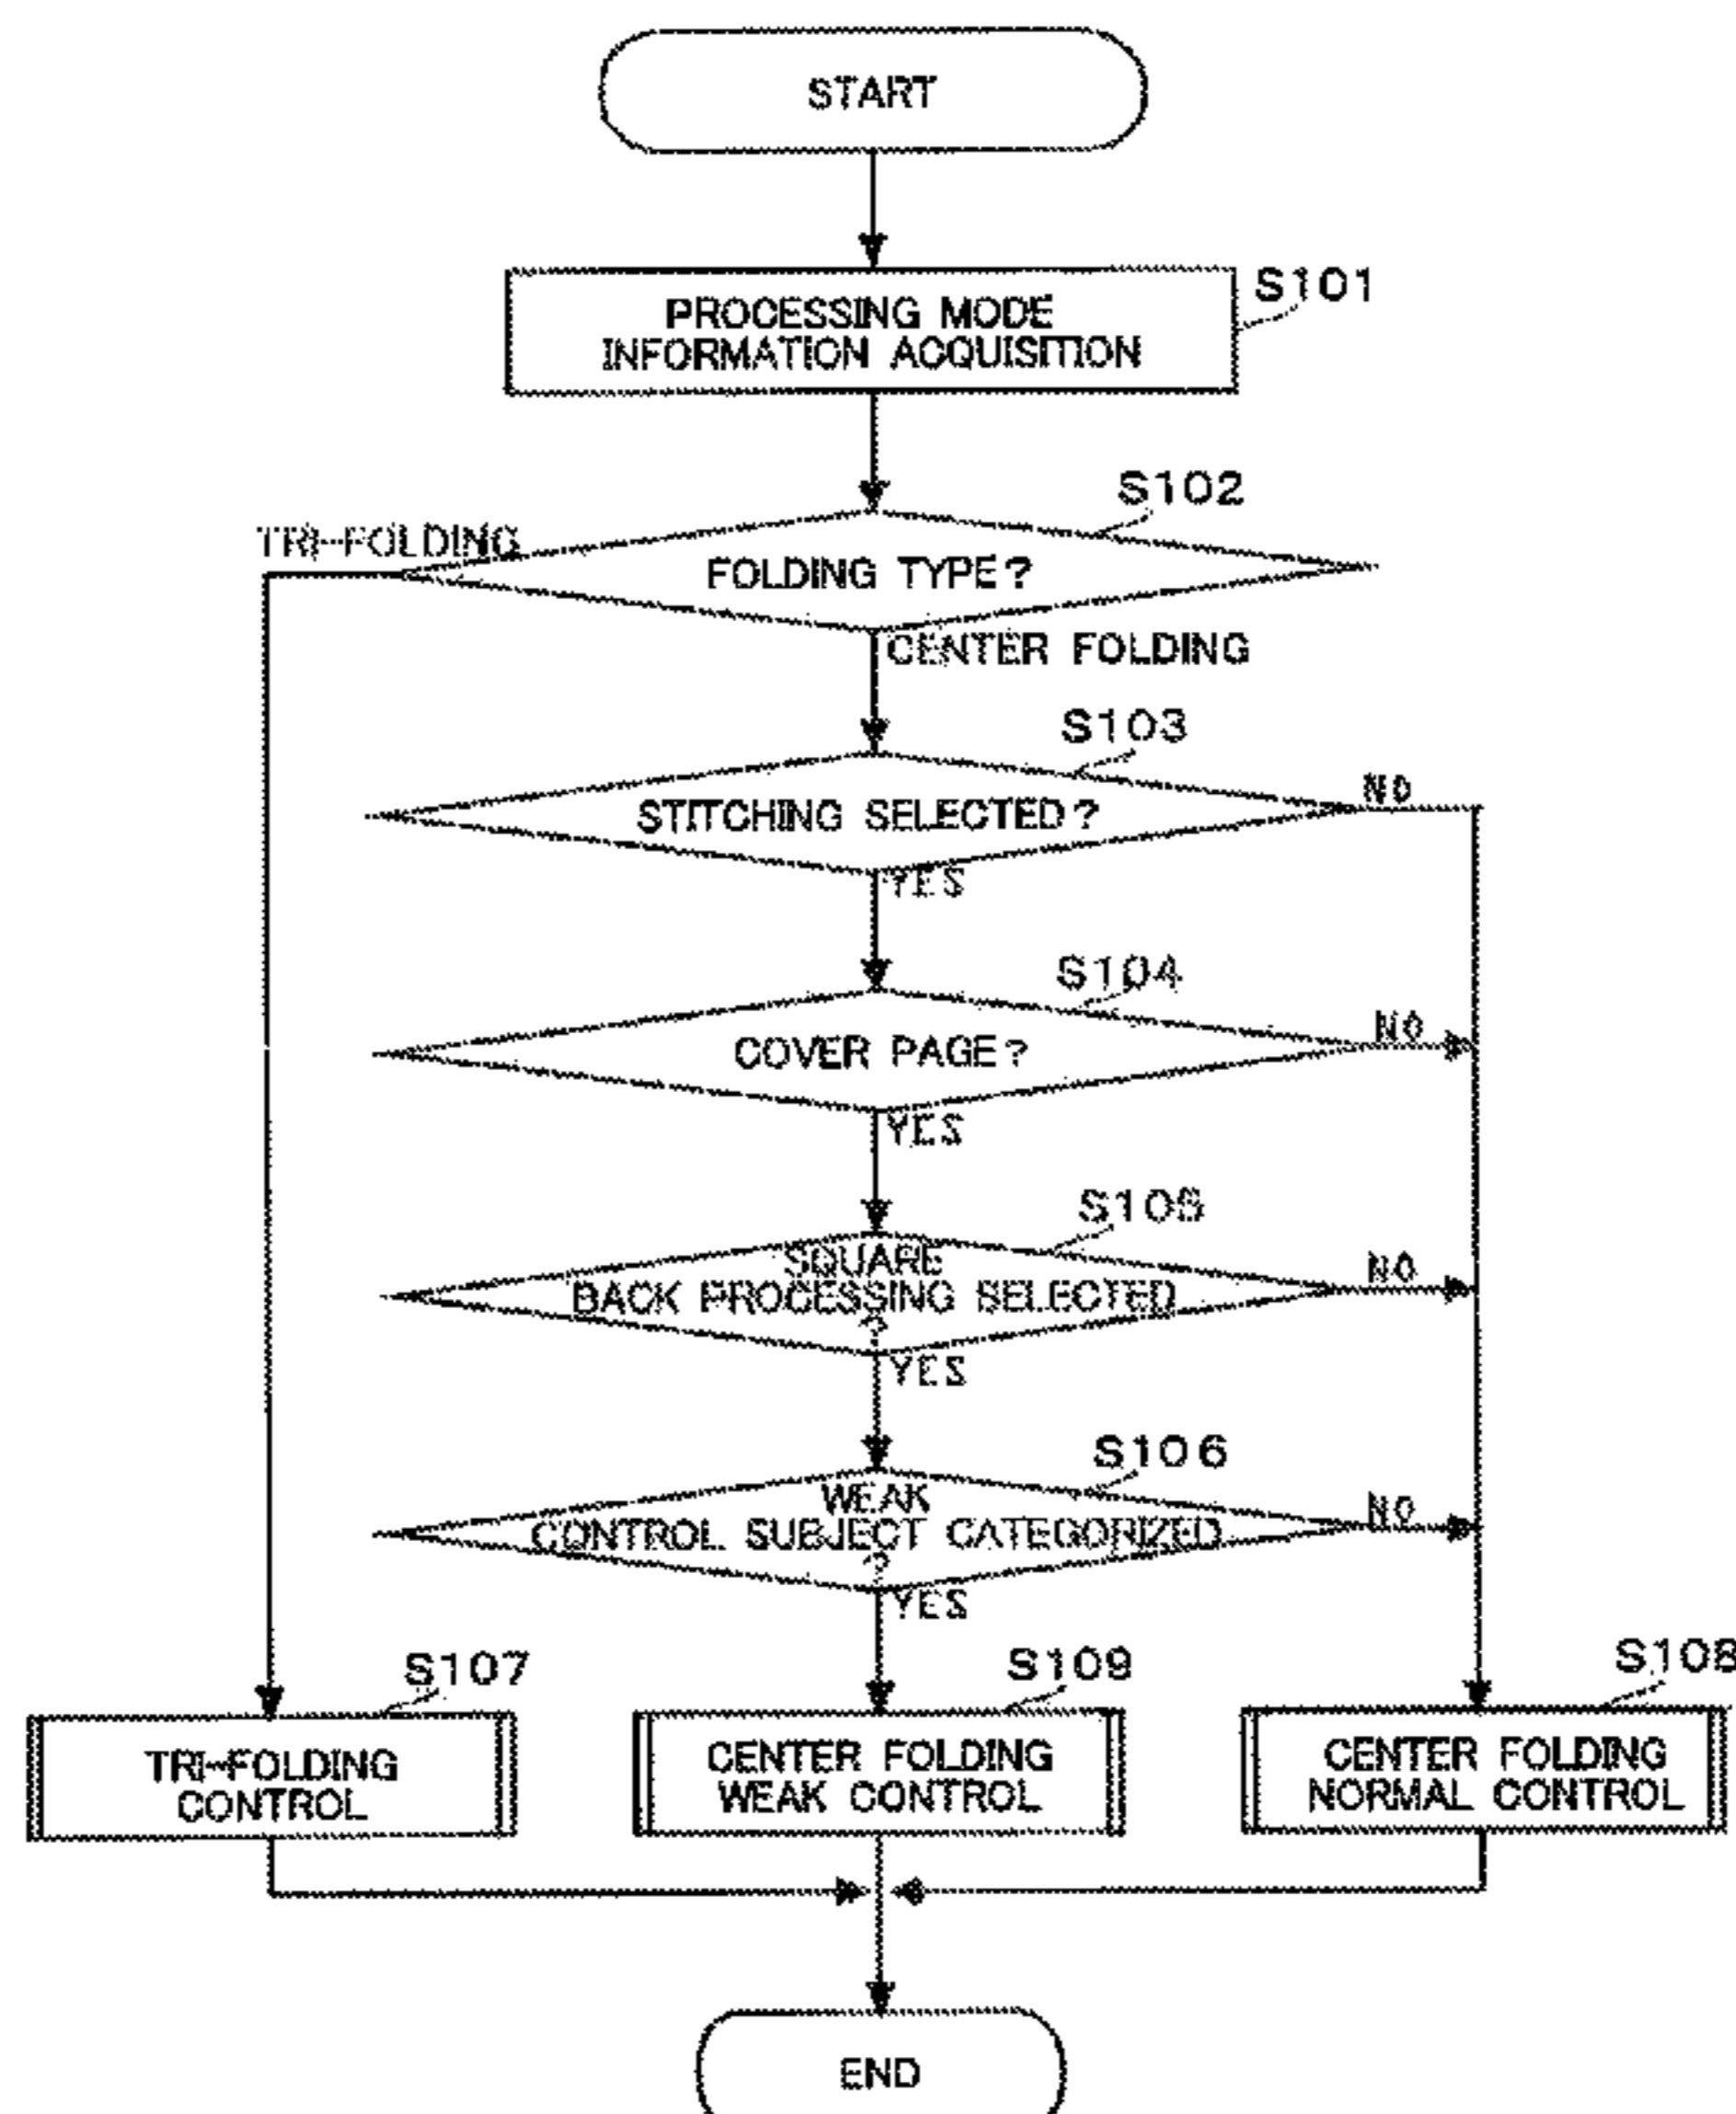 START
S101
PROCESSING MODE
INFORMATION ACQUISITION
S102
TRI-FOLDING
FOLDING TYPE?
CENTER FOLDING
S103
STITCHING SELECTED?
NO
YES
S104
COVER PAGE?
NO
YES
S105
SQUARE
BACK PROCESSING SELECTED
?
NO
YES
S106
WEAK
CONTROL SUBJECT CATEGORIZED
?
NO
YES
S107
TRI-FOLDING
CONTROL
S109
CENTER FOLDING
WEAK CONTROL
S108
CENTER FOLDING
NORMAL CONTROL
END